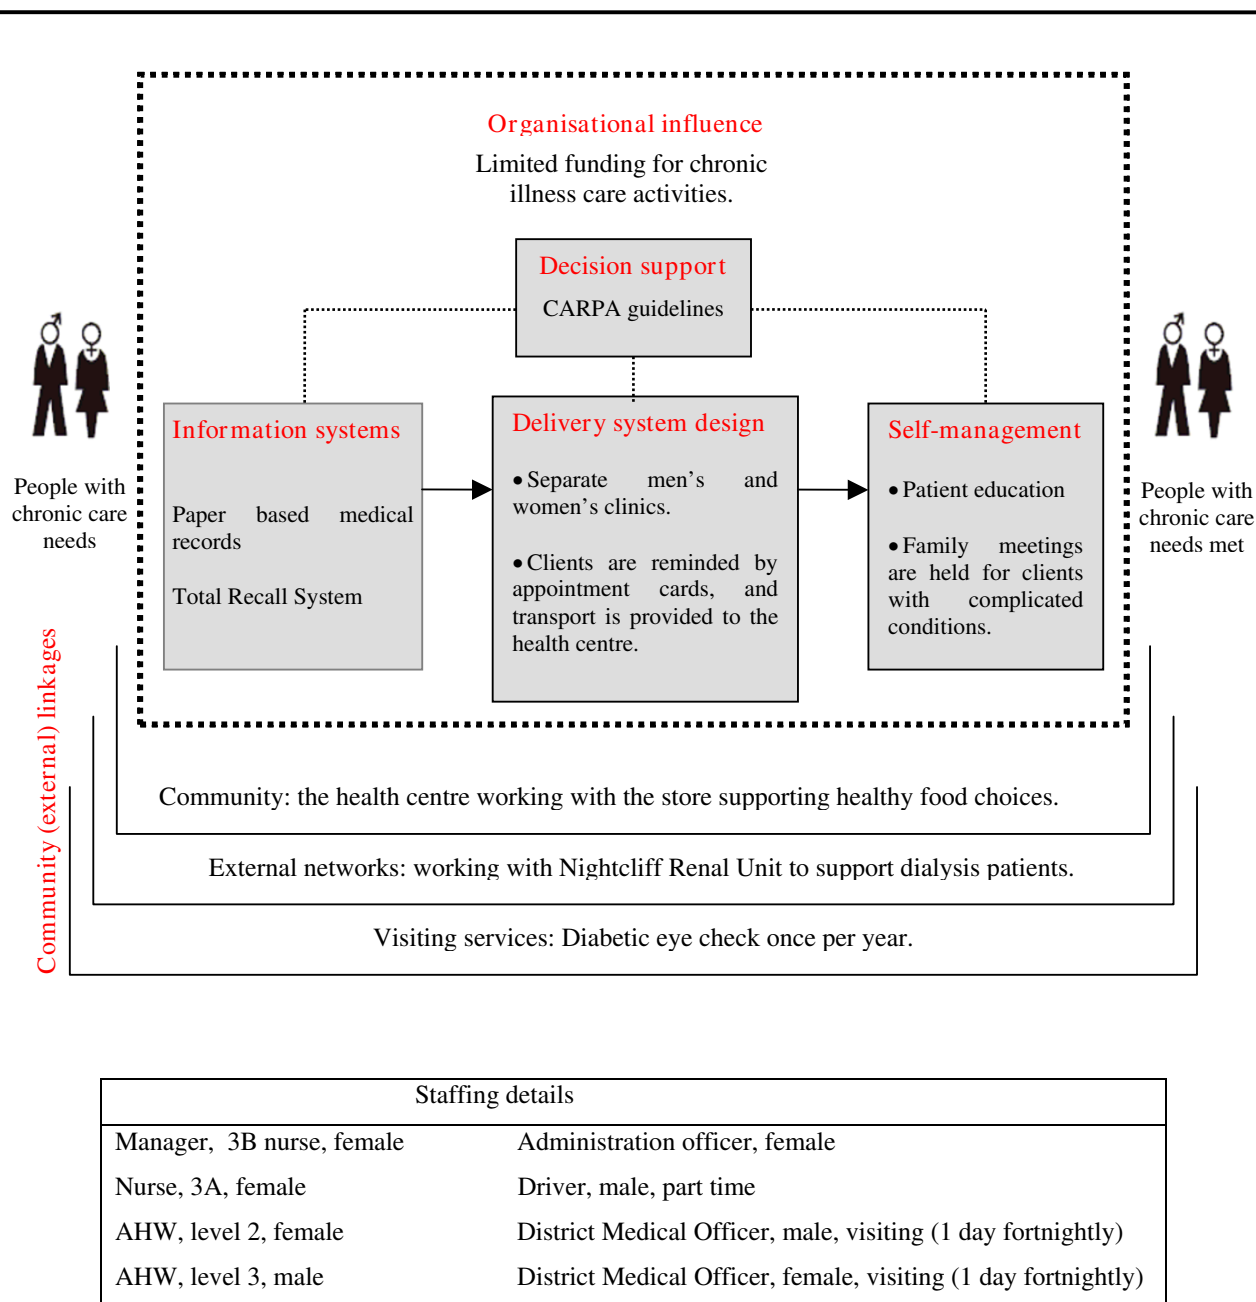 Organisational influence
Limited funding for chronic
illness care activities.
Decision support
CARPA guidelines
People with
chronic care
needs
Information systems
Paper based medical
records
Total Recall System
Delivery system design
• Separate men's and
women's clinics.
• Clients are reminded by
appointment cards, and
transport is provided to the
health centre.
Self-management
• Patient education
• Family meetings
are held for clients
with complicated
conditions.
People with
chronic care
needs met
Community (external) linkages
Community: the health centre working with the store supporting healthy food choices.
External networks: working with Nightcliff Renal Unit to support dialysis patients.
Visiting services: Diabetic eye check once per year.
Staffing details
Manager, 3B nurse, female Administration officer, female
Nurse, 3A, female Driver, male, part time
AHW, level 2, female District Medical Officer, male, visiting (1 day fortnightly)
AHW, level 3, male District Medical Officer, female, visiting (1 day fortnightly)